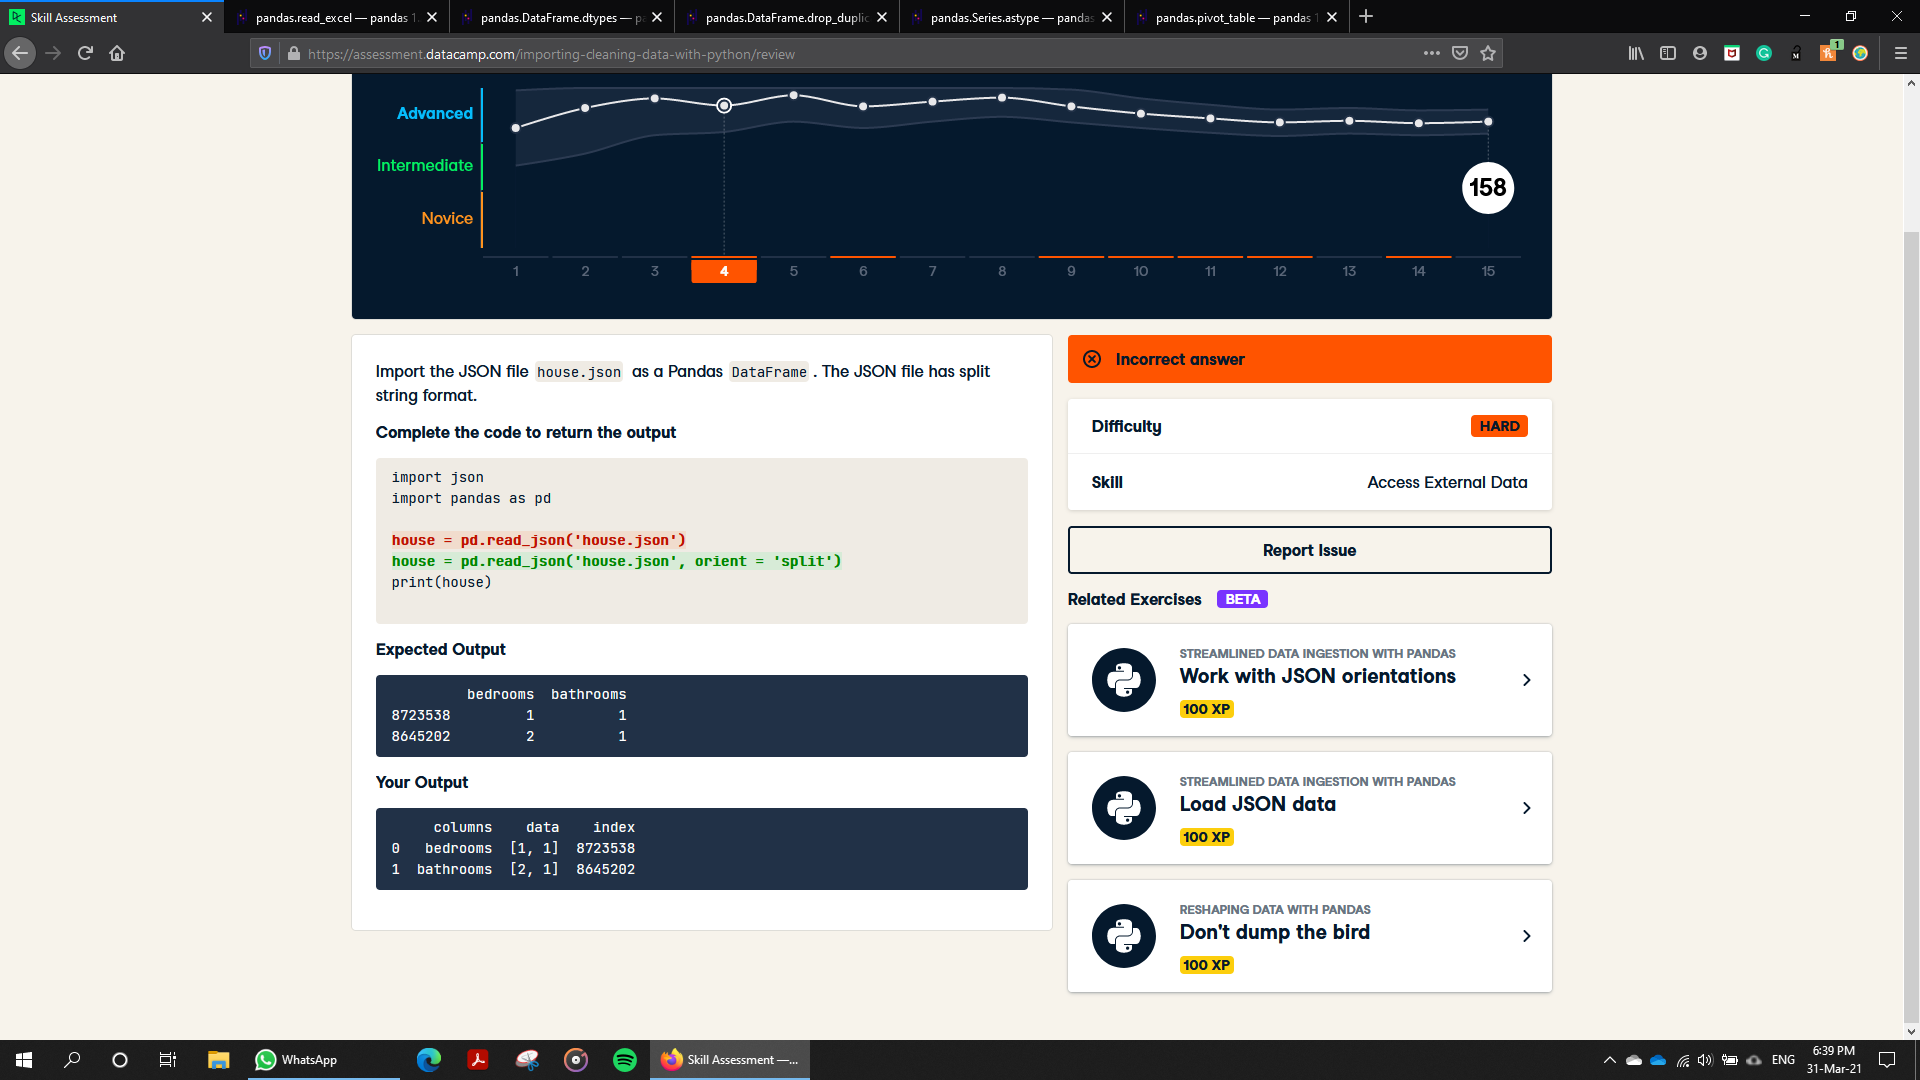 Skill Assessment
pandas.read_excel — pandas 1.
pandas.DataFrame.dtypes — pa
pandas.DataFrame.drop_duplic
pandas.Series.astype — pandas
pandas.pivot_table — pandas 1
https://assessment.datacamp.com/importing-cleaning-data-with-python/review
1
Advanced
Intermediate
Novice
158
1 2 3 4 5 6 7 8 9 10 11 12 13 14 15
Import the JSON file house.json as a Pandas DataFrame. The JSON file has split
string format.
Complete the code to return the output
import json
import pandas as pd
house = pd.read_json('house.json')
house = pd.read_json('house.json', orient = 'split')
print(house)
Expected Output
bedrooms bathrooms
8723538 1 1
8645202 2 1
Your Output
columns data index
0 bedrooms [1, 1] 8723538
1 bathrooms [2, 1] 8645202
Incorrect answer
Difficulty HARD
Skill Access External Data
Report Issue
Related Exercises BETA
STREAMLINED DATA INGESTION WITH PANDAS
Work with JSON orientations
100 XP
STREAMLINED DATA INGESTION WITH PANDAS
Load JSON data
100 XP
RESHAPING DATA WITH PANDAS
Don't dump the bird
100 XP
WhatsApp
Skill Assessment —...
ENG
6:39 PM
31-Mar-21